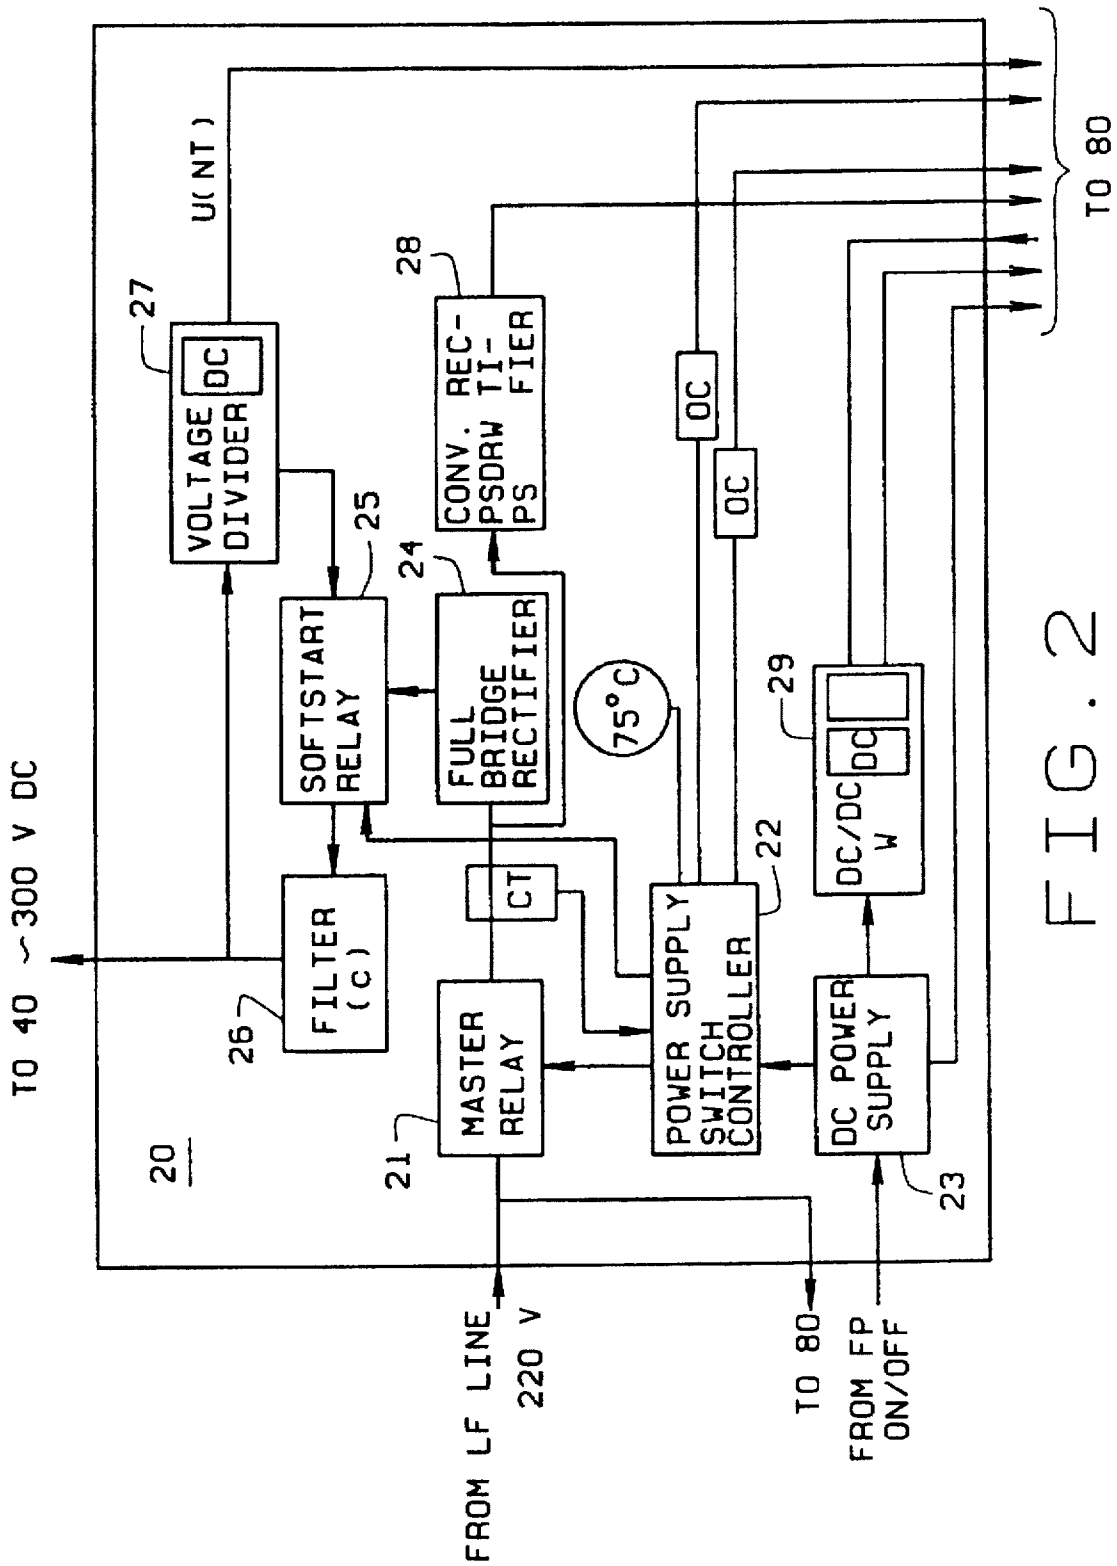 TO 40 ~300 V DC
20
26
FILTER
(c)
SOFTSTART
RELAY
25
VOLTAGE
DIVIDER
DC
27
U(NT)
21
MASTER
RELAY
CT
FULL
BRIDGE
RECTIFIER
24
CONV. REC-
PSDRW TI-
PS FIER
28
FROM LF LINE
220 V
75°C
POWER SUPPLY
SWITCH
CONTROLLER
22
OC
OC
TO 80
FROM FP
ON/OFF
DC POWER
SUPPLY
23
DC/DC
W
DC
29
TO 80
FIG. 2